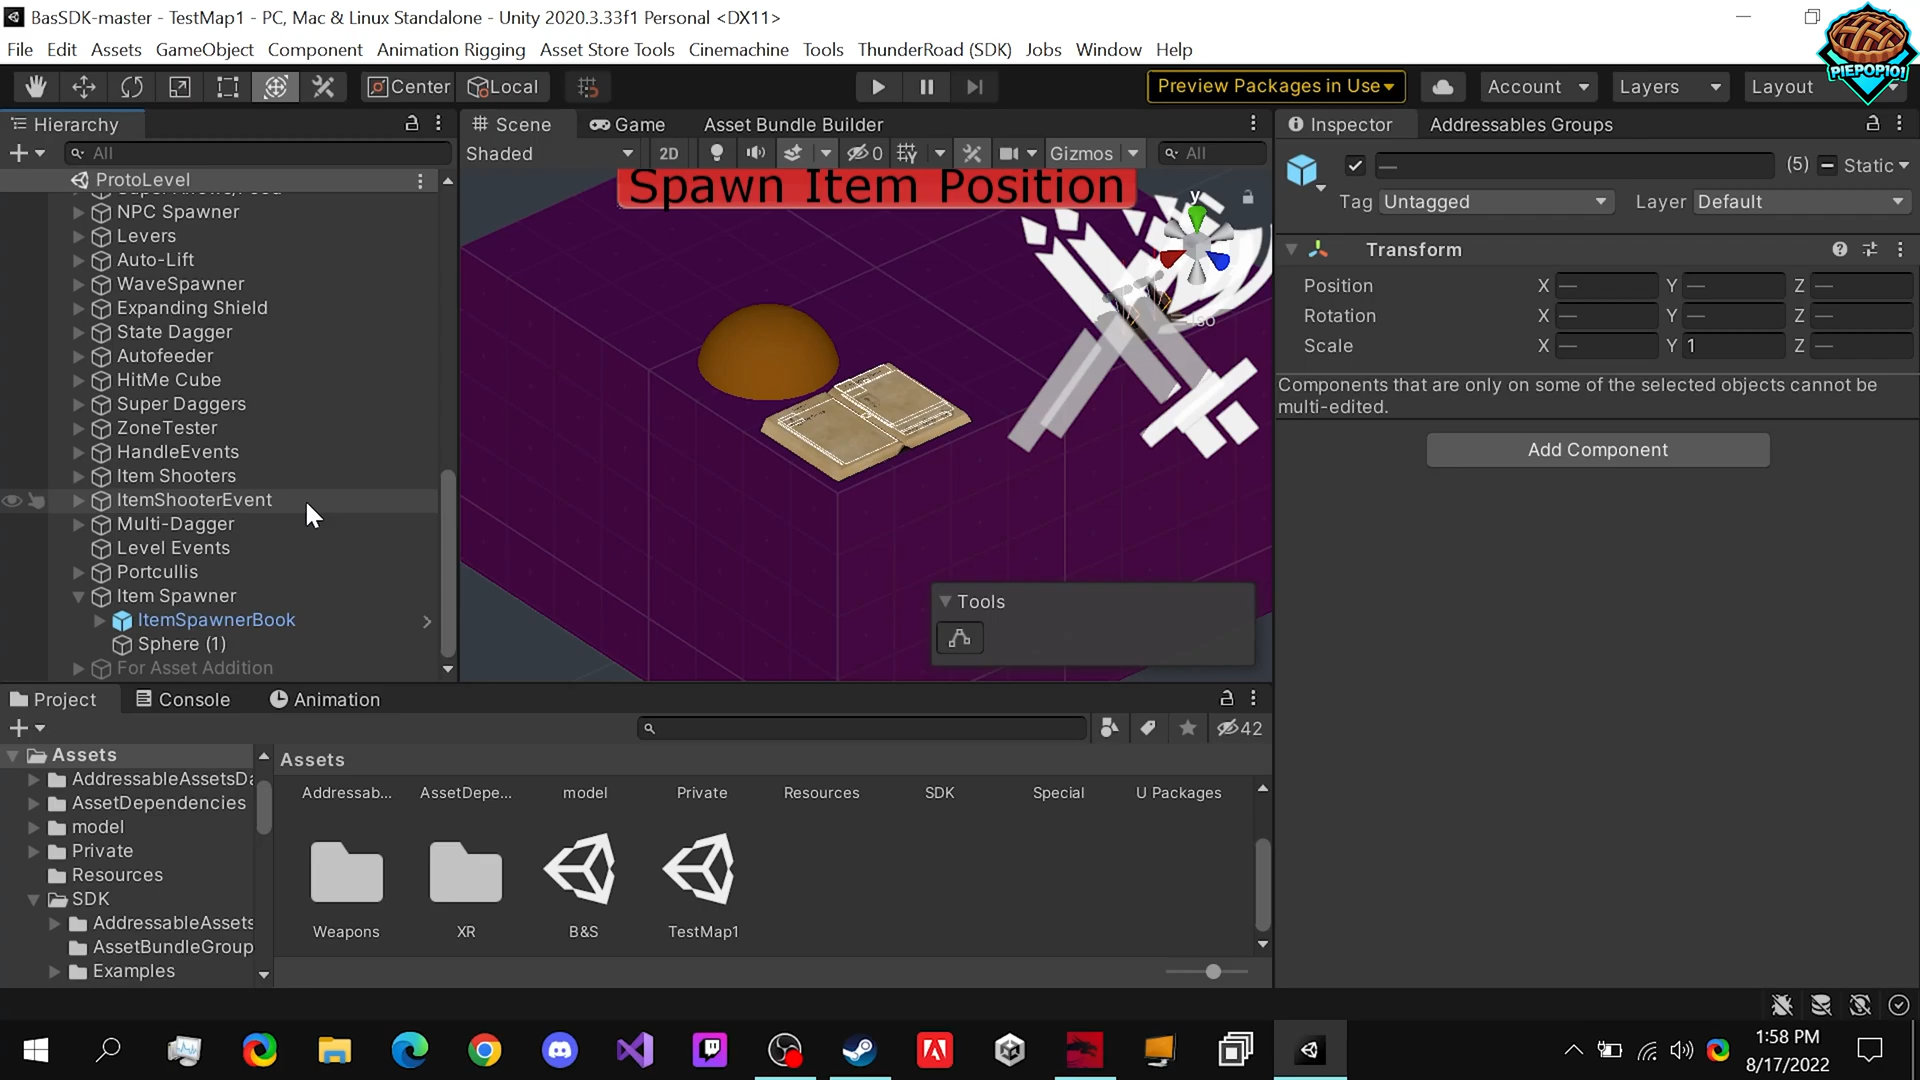 BasSDK-master - TestMap1 - PC, Mac & Linux Standalone - Unity 2020.3.33f1 Personal <DX11>
File Edit Assets GameObject Component Animation Rigging Asset Store Tools Cinemachine Tools ThunderRoad (SDK) Jobs Window Help
PIEPOPIO1
Center Local Preview Packages in Use Account Layers Layout
Hierarchy
All
ProtoLevel
NPC Spawner
Levers
Auto-Lift
WaveSpawner
Expanding Shield
State Dagger
Autofeeder
HitMe Cube
Super Daggers
ZoneTester
HandleEvents
Item Shooters
ItemShooterEvent
Multi-Dagger
Level Events
Portcullis
Item Spawner
ItemSpawnerBook
Sphere (1)
For Asset Addition
Scene Game Asset Bundle Builder
Shaded 2D 0 Gizmos All
Spawn Item Position
y
Iso
Tools
Inspector Addressables Groups
— (5) Static
Tag Untagged Layer Default
Transform
Position X — Y — Z —
Rotation X — Y — Z —
Scale X — Y 1 Z —
Components that are only on some of the selected objects cannot be
multi-edited.
Add Component
Project Console Animation
42
Assets
AddressableAssetsDa
AssetDependencies
model
Private
Resources
SDK
AddressableAssets
AssetBundleGroup
Examples
Assets
Addressab... AssetDepe... model Private Resources SDK Special U Packages
Weapons XR B&S TestMap1
1:58 PM
8/17/2022